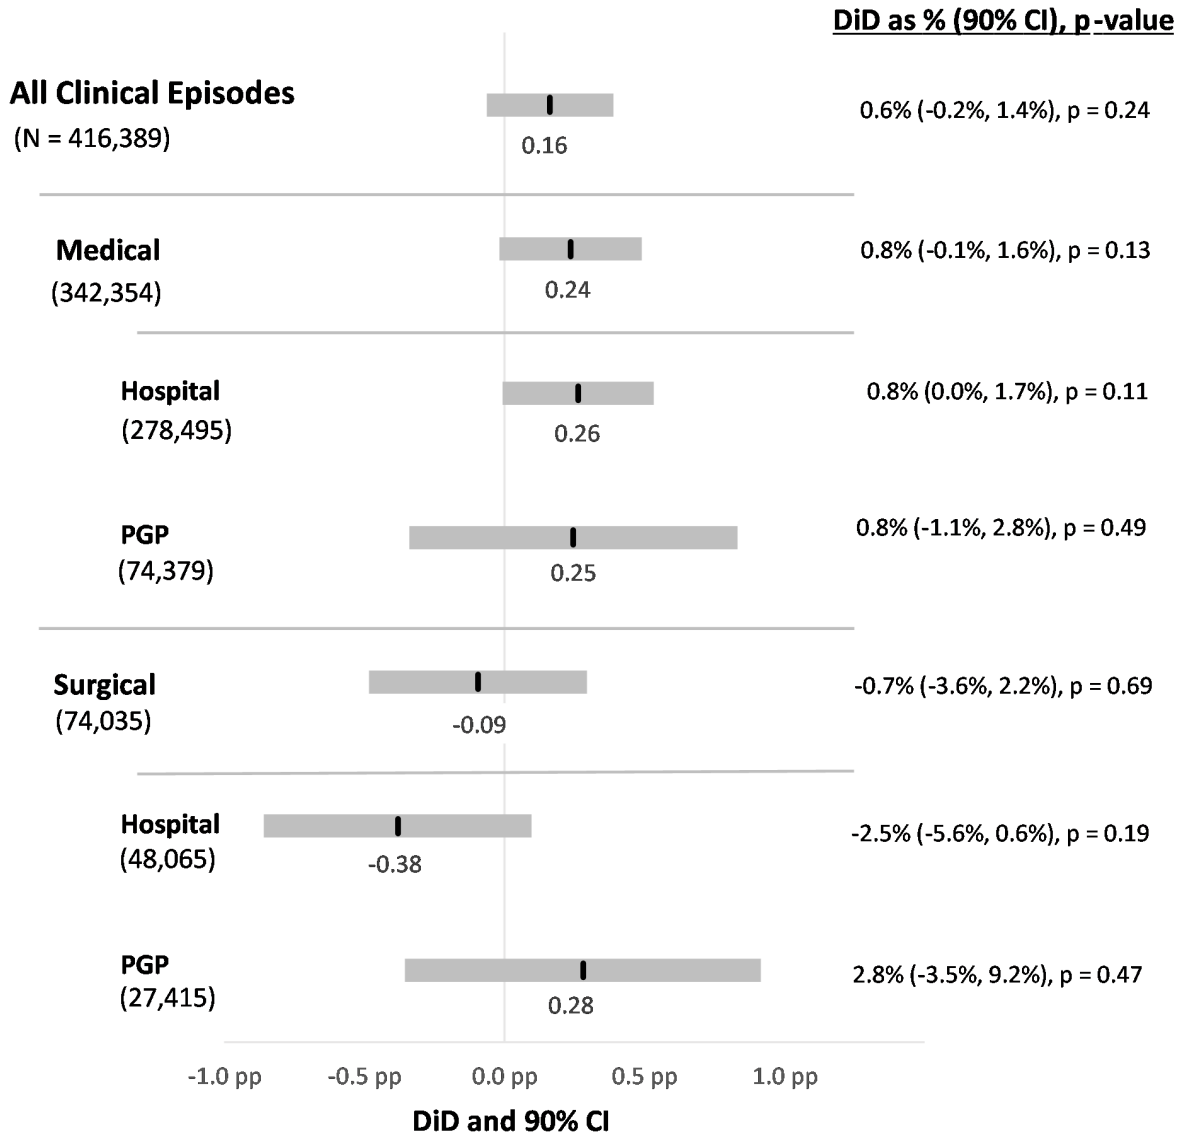 DiD as % (90% CI), p-value
All Clinical Episodes
(N = 416,389)
0.16
0.6% (-0.2%, 1.4%), p = 0.24
Medical
(342,354)
0.24
0.8% (-0.1%, 1.6%), p = 0.13
Hospital
(278,495)
0.26
0.8% (0.0%, 1.7%), p = 0.11
PGP
(74,379)
0.25
0.8% (-1.1%, 2.8%), p = 0.49
Surgical
(74,035)
-0.09
-0.7% (-3.6%, 2.2%), p = 0.69
Hospital
(48,065)
-0.38
-2.5% (-5.6%, 0.6%), p = 0.19
PGP
(27,415)
0.28
2.8% (-3.5%, 9.2%), p = 0.47
-1.0 pp -0.5 pp 0.0 pp 0.5 pp 1.0 pp
DiD and 90% CI